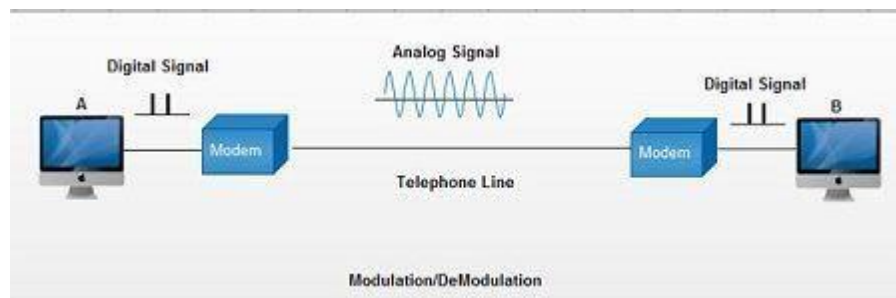 Analog Signal
Digital Signal
Digital Signal
A
B
Modem
Modem
Telephone Line
Modulation/DeModulation